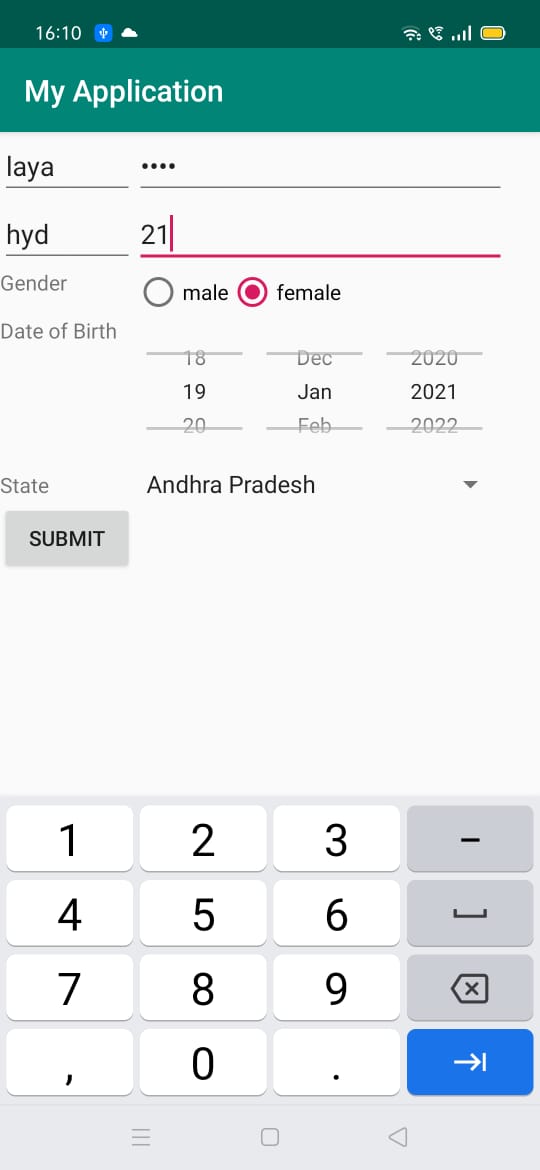 16:10
My Application
laya ••••
hyd 21
Gender male female
Date of Birth
18 Dec 2020
19 Jan 2021
20 Feb 2022
State Andhra Pradesh
SUBMIT
1 2 3 –
4 5 6
7 8 9
, 0 .